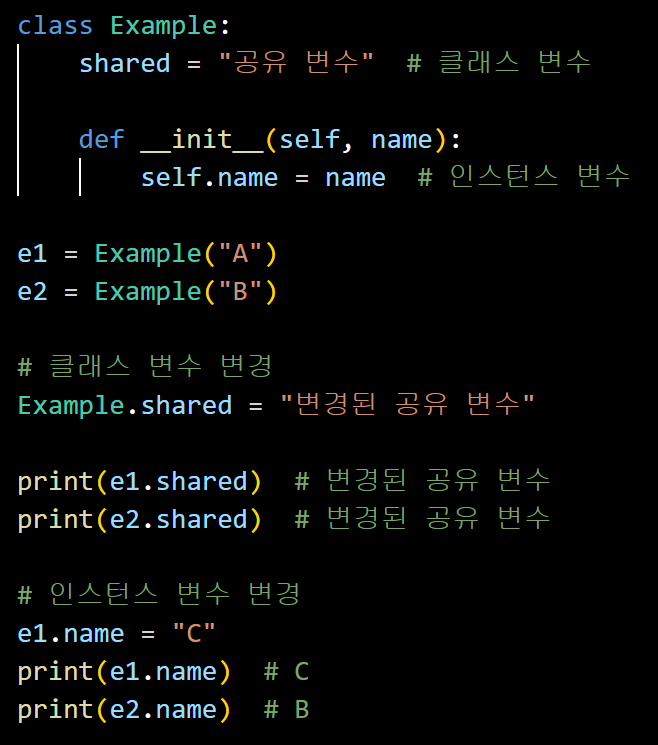 class Example:
    shared = "공유 변수"  # 클래스 변수

    def __init__(self, name):
        self.name = name  # 인스턴스 변수

e1 = Example("A")
e2 = Example("B")

# 클래스 변수 변경
Example.shared = "변경된 공유 변수"

print(e1.shared)  # 변경된 공유 변수
print(e2.shared)  # 변경된 공유 변수

# 인스턴스 변수 변경
e1.name = "C"
print(e1.name)  # C
print(e2.name)  # B